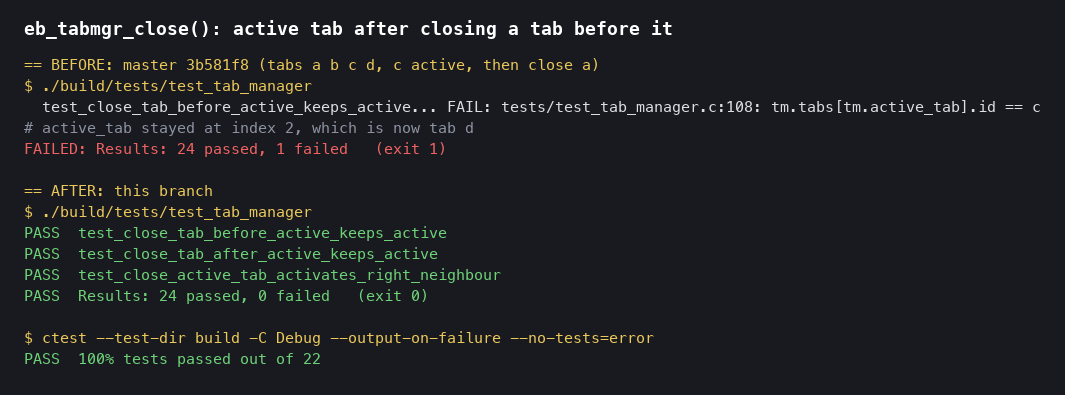 eb_tabmgr_close(): active tab after closing a tab before it
== BEFORE: master 3b581f8 (tabs a b c d, c active, then close a)
$ ./build/tests/test_tab_manager
test_close_tab_before_active_keeps_active... FAIL: tests/test_tab_manager.c:108: tm.tabs[tm.active_tab].id == c
# active_tab stayed at index 2, which is now tab d
FAILED: Results: 24 passed, 1 failed (exit 1)
== AFTER: this branch
$ ./build/tests/test_tab_manager
PASS test_close_tab_before_active_keeps_active
PASS test_close_tab_after_active_keeps_active
PASS test_close_active_tab_activates_right_neighbour
PASS Results: 24 passed, 0 failed (exit 0)
$ ctest --test-dir build -C Debug --output-on-failure --no-tests=error
PASS 100% tests passed out of 22